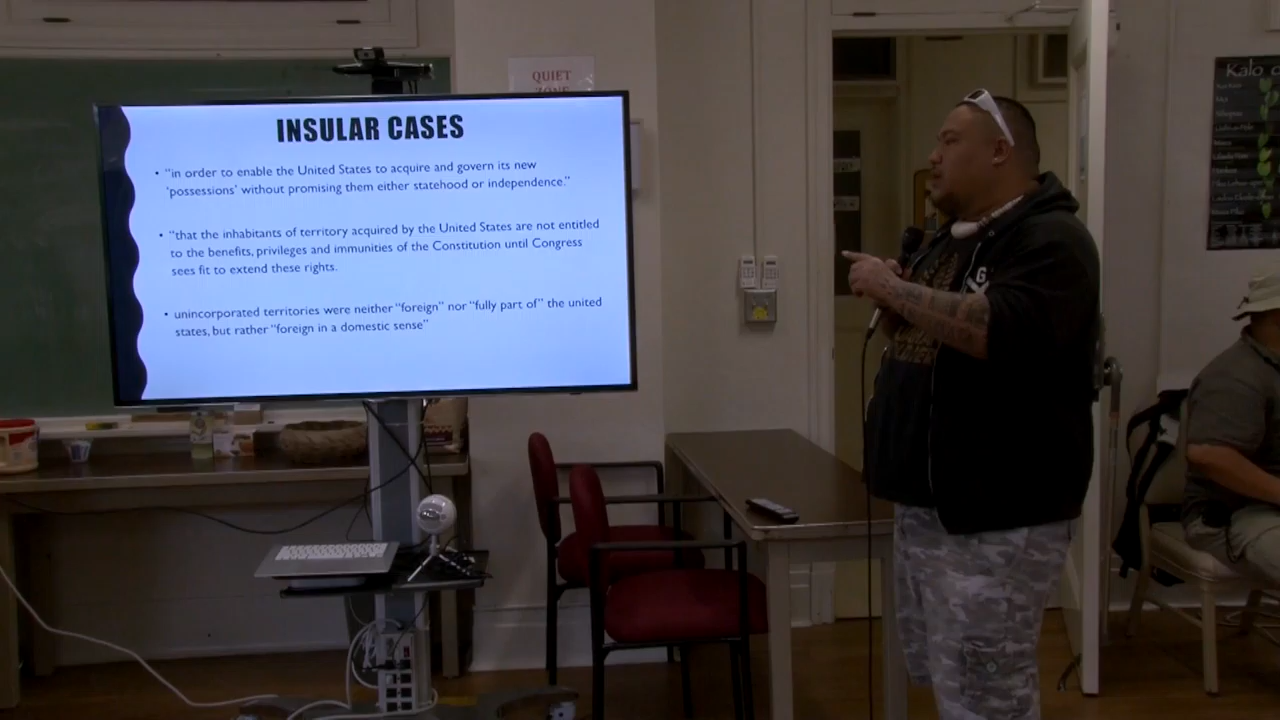 QUIET
ZONE
INSULAR CASES
• "in order to enable the United States to acquire and govern its new
'possessions' without promising them either statehood or independence."
• "that the inhabitants of territory acquired by the United States are not entitled
to the benefits, privileges and immunities of the Constitution until Congress
sees fit to extend these rights.
• unincorporated territories were neither "foreign" nor "fully part of" the united
states, but rather "foreign in a domestic sense"
G
Kalo